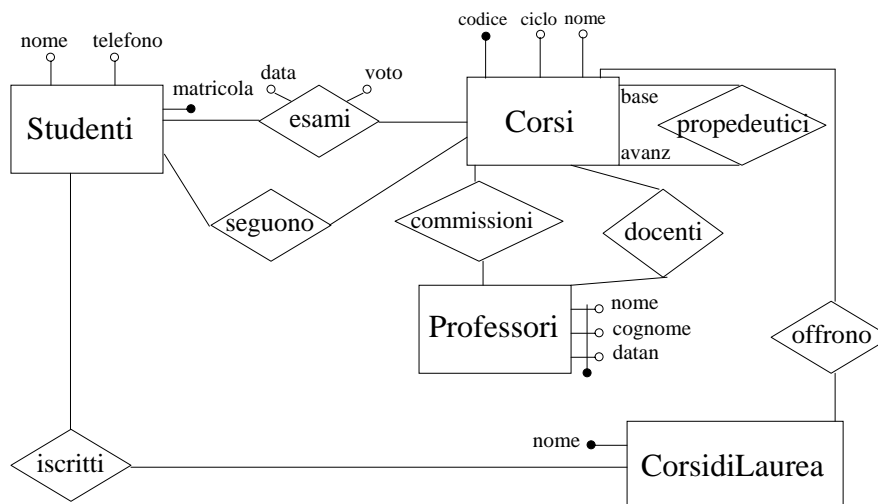 codice ciclo nome
nome telefono
matricola
data voto
Studenti
esami
Corsi
base
propedeutici
avanz
seguono
commissioni
docenti
Professori
nome
cognome
datan
offrono
nome
iscritti
CorsidiLaurea